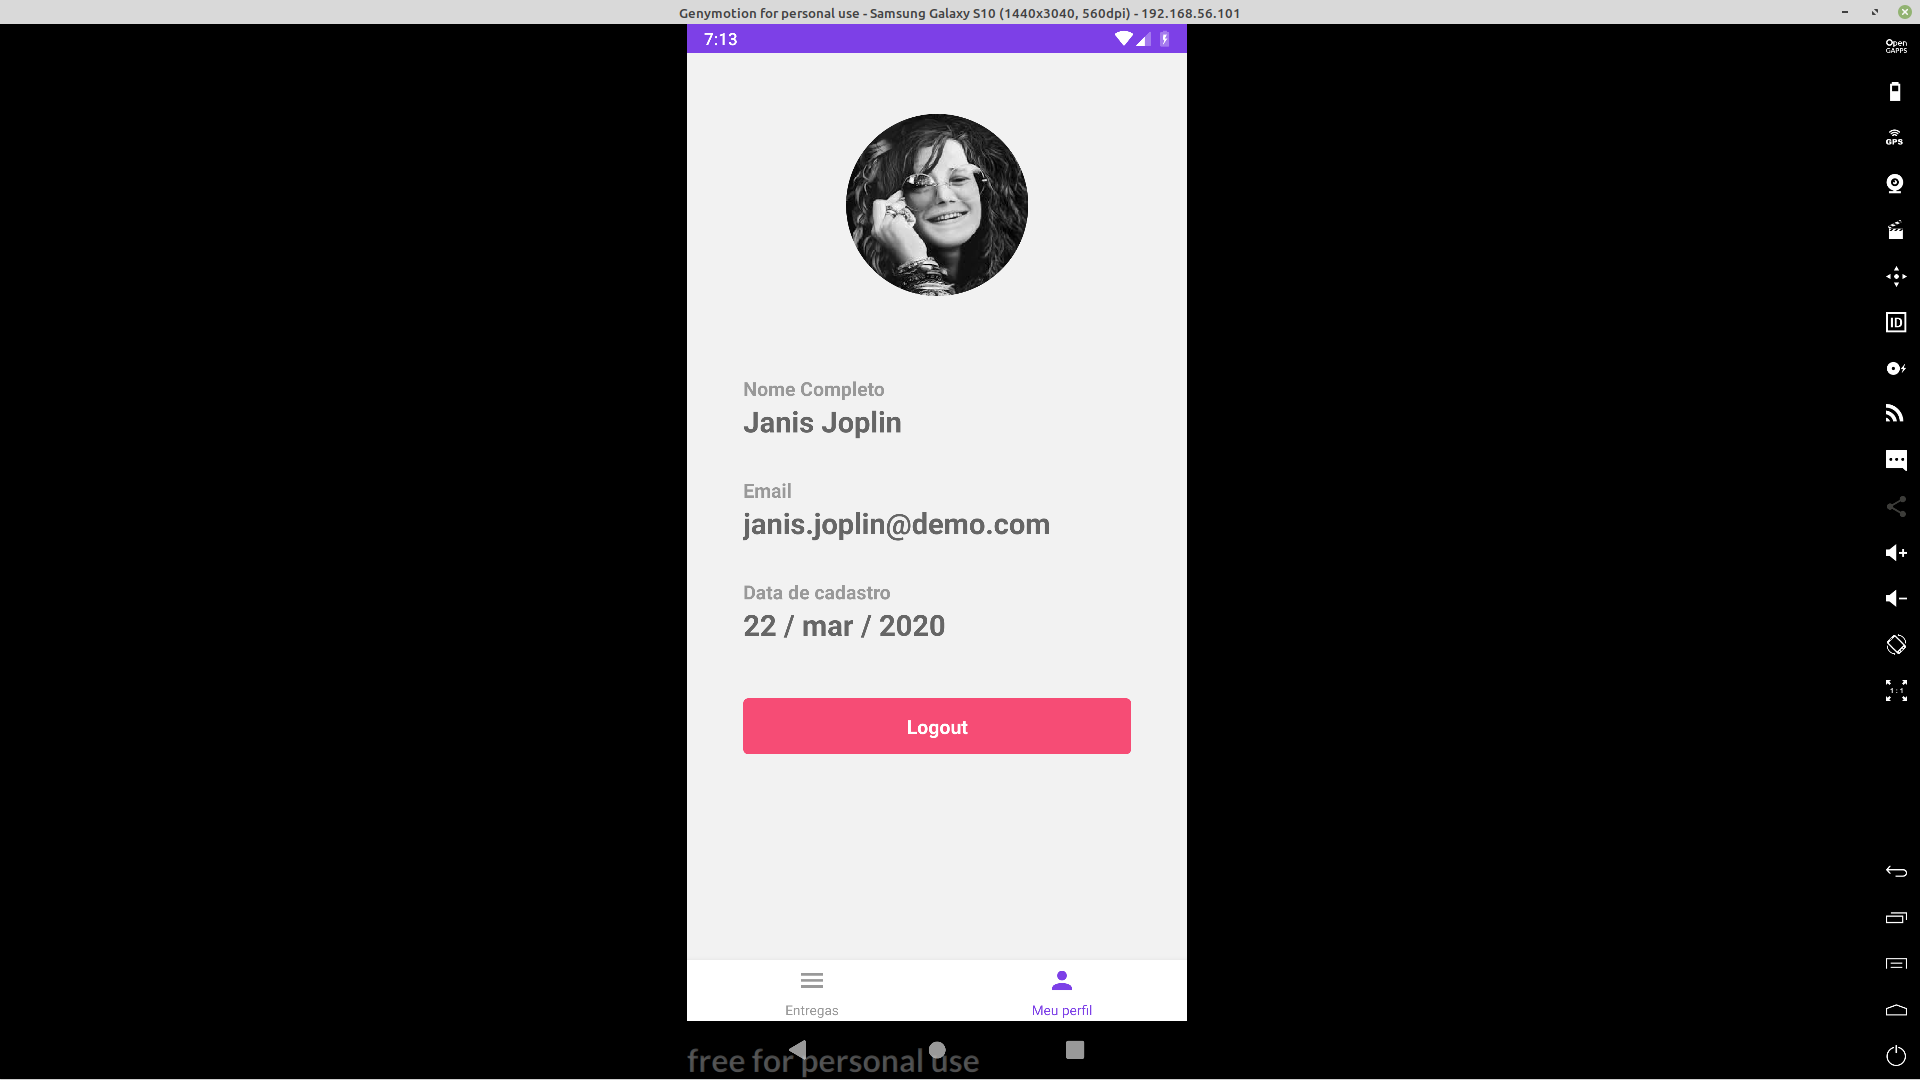 Genymotion for personal use - Samsung Galaxy S10 (1440x3040, 560dpi) - 192.168.56.101
7:13
Open
GAPPS
GPS
ID
Nome Completo
Janis Joplin
Email
janis.joplin@demo.com
Data de cadastro
22 / mar / 2020
1:1
Logout
Entregas
Meu perfil
free for personal use